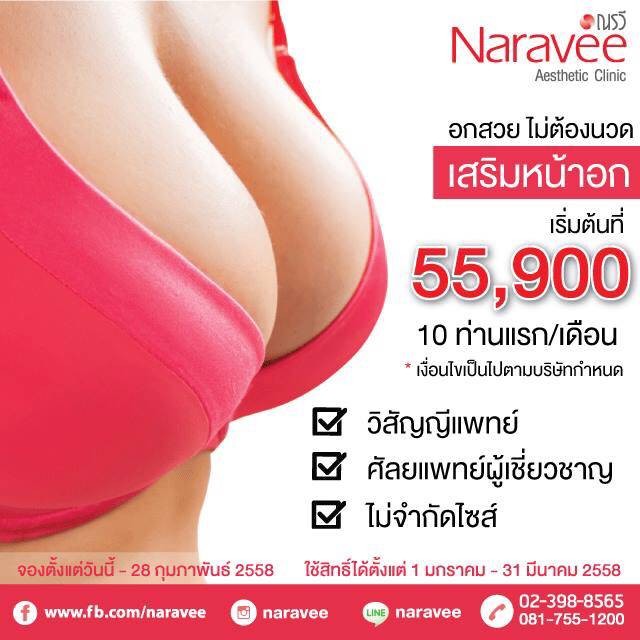 ณรวี
Naravee
Aesthetic Clinic
อกสวย ไม่ต้องนวด
เสริมหน้าอก
เริ่มต้นที่
55,900
10 ท่านแรก/เดือน
* เงื่อนไขเป็นไปตามบริษัทกำหนด
วิสัญญีแพทย์
ศัลยแพทย์ผู้เชี่ยวชาญ
ไม่จำกัดไซส์
จองตั้งแต่วันนี้ - 28 กุมภาพันธ์ 2558 ใช้สิทธิ์ได้ตั้งแต่ 1 มกราคม - 31 มีนาคม 2558
f www.fb.com/naravee naravee LINE naravee 02-398-8565
081-755-1200